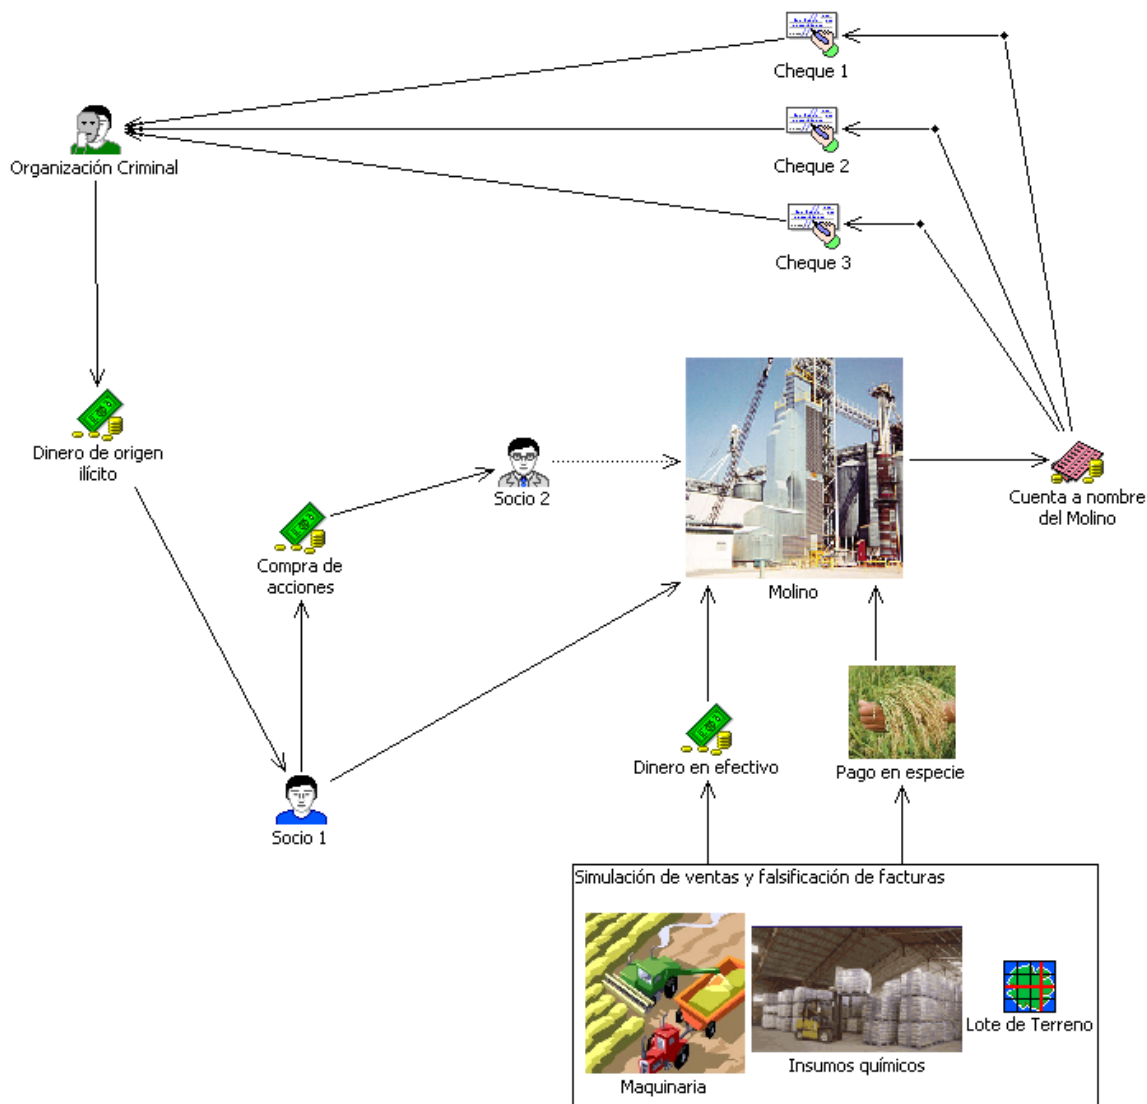 Cheque 1
Organización Criminal
Cheque 2
Cheque 3
Dinero de origen
ilícito
Socio 2
Cuenta a nombre
del Molino
Compra de
acciones
Molino
Dinero en efectivo
Pago en especie
Socio 1
Simulación de ventas y falsificación de facturas
Maquinaria
Insumos químicos
Lote de Terreno